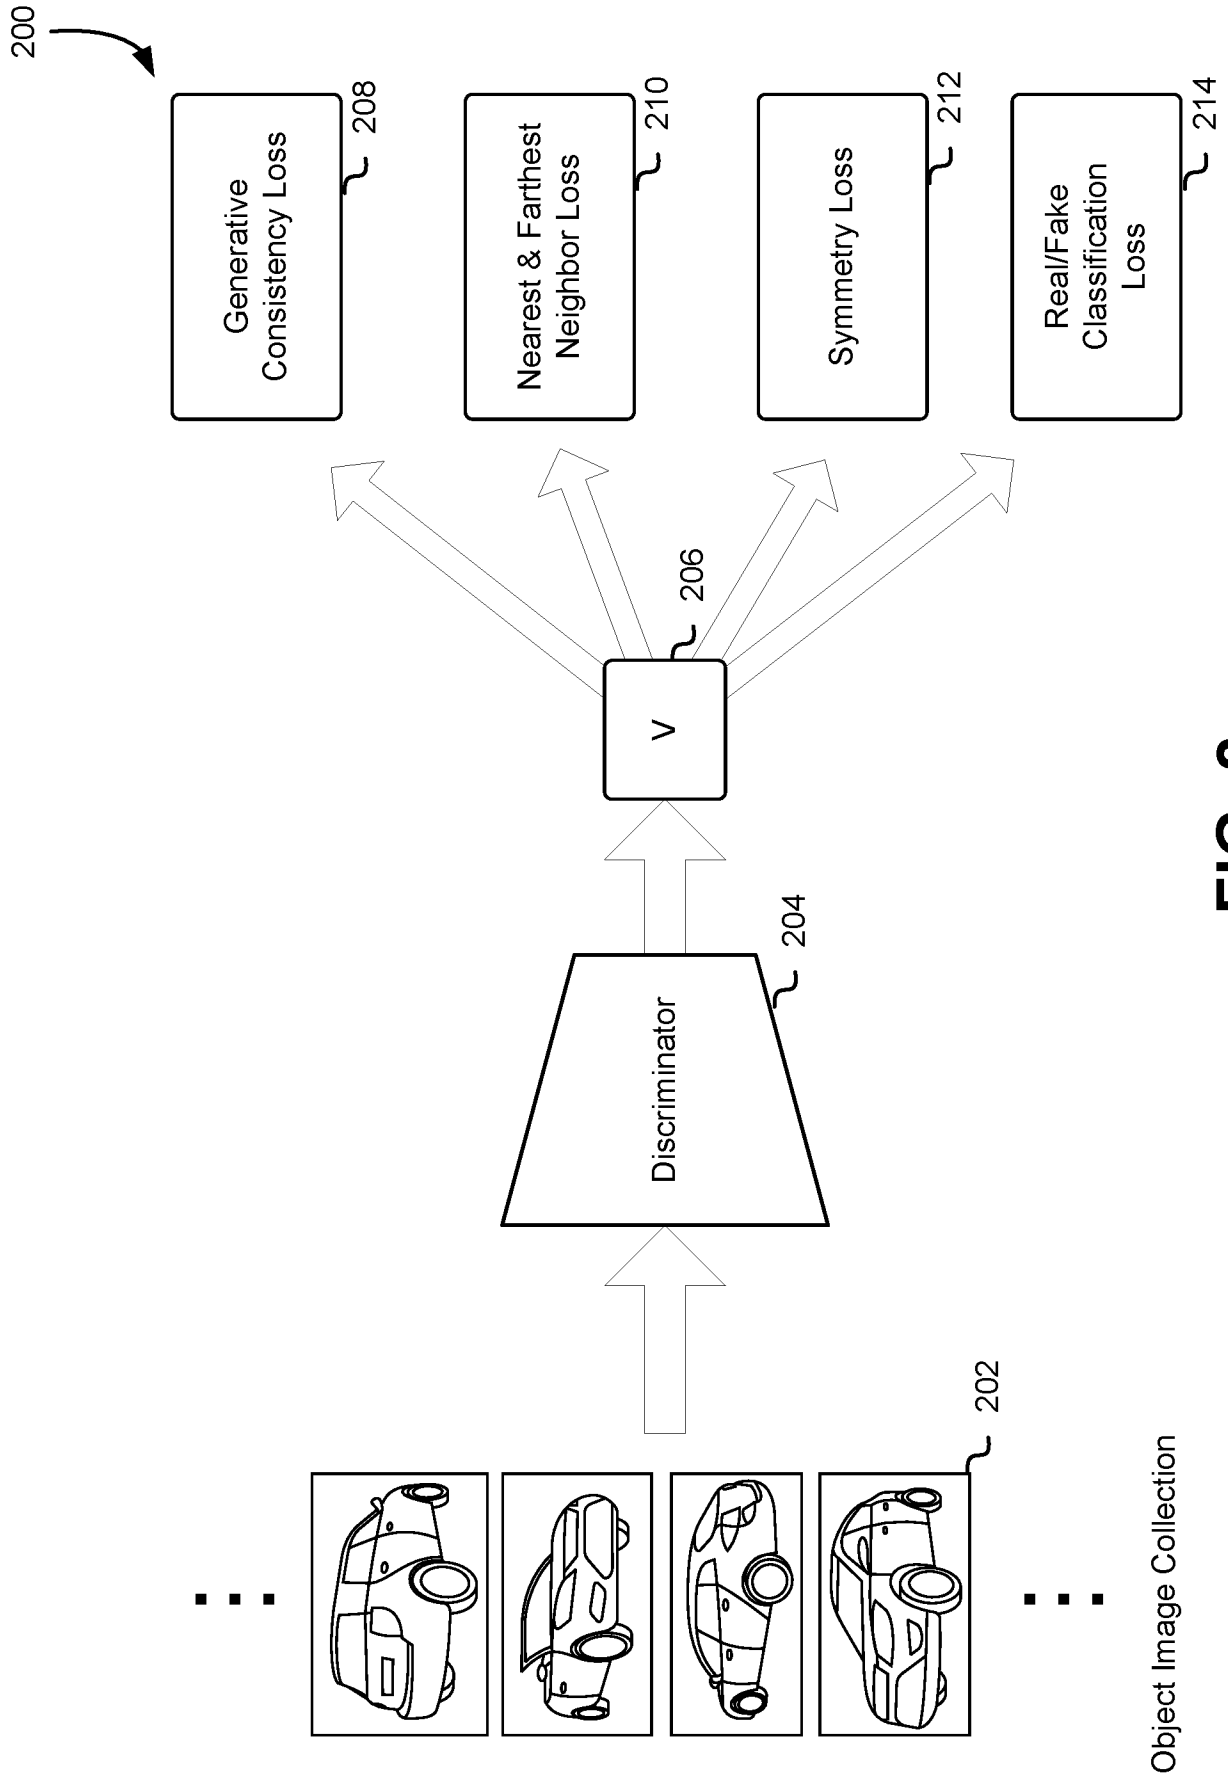 200
Generative
Consistency Loss
208
Nearest & Farthest
Neighbor Loss
210
V
206
Discriminator
204
Symmetry Loss
212
202
Real/Fake
Classification
Loss
214
Object Image Collection